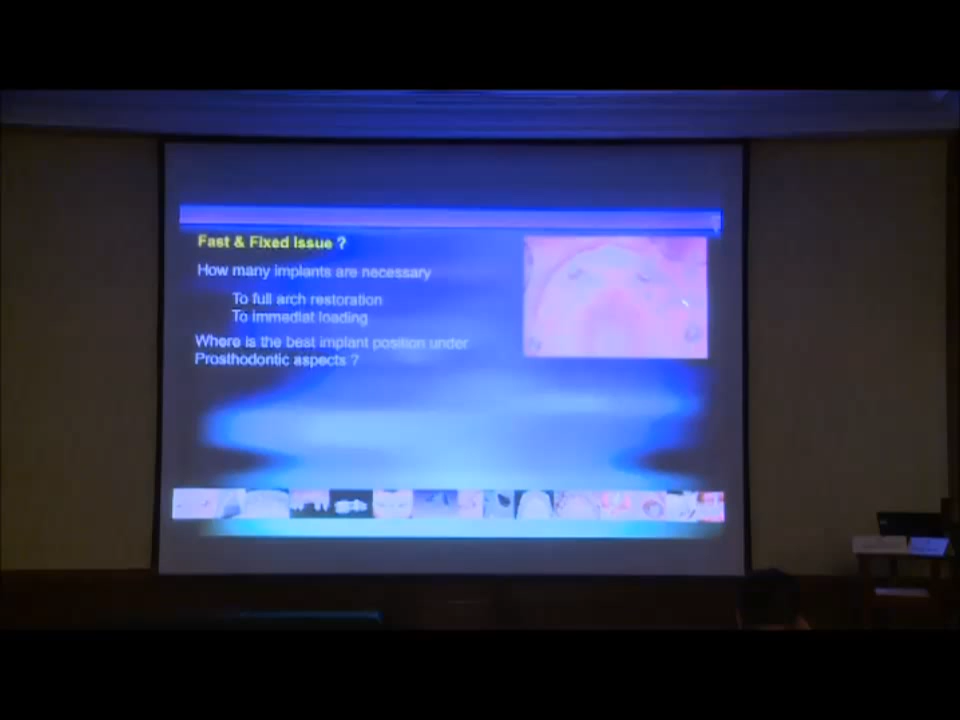 Fast & Fixed Issue ?
How many implants are necessary
To full arch restoration
To immediat loading
Where is the best implant position under
Prosthodontic aspects ?